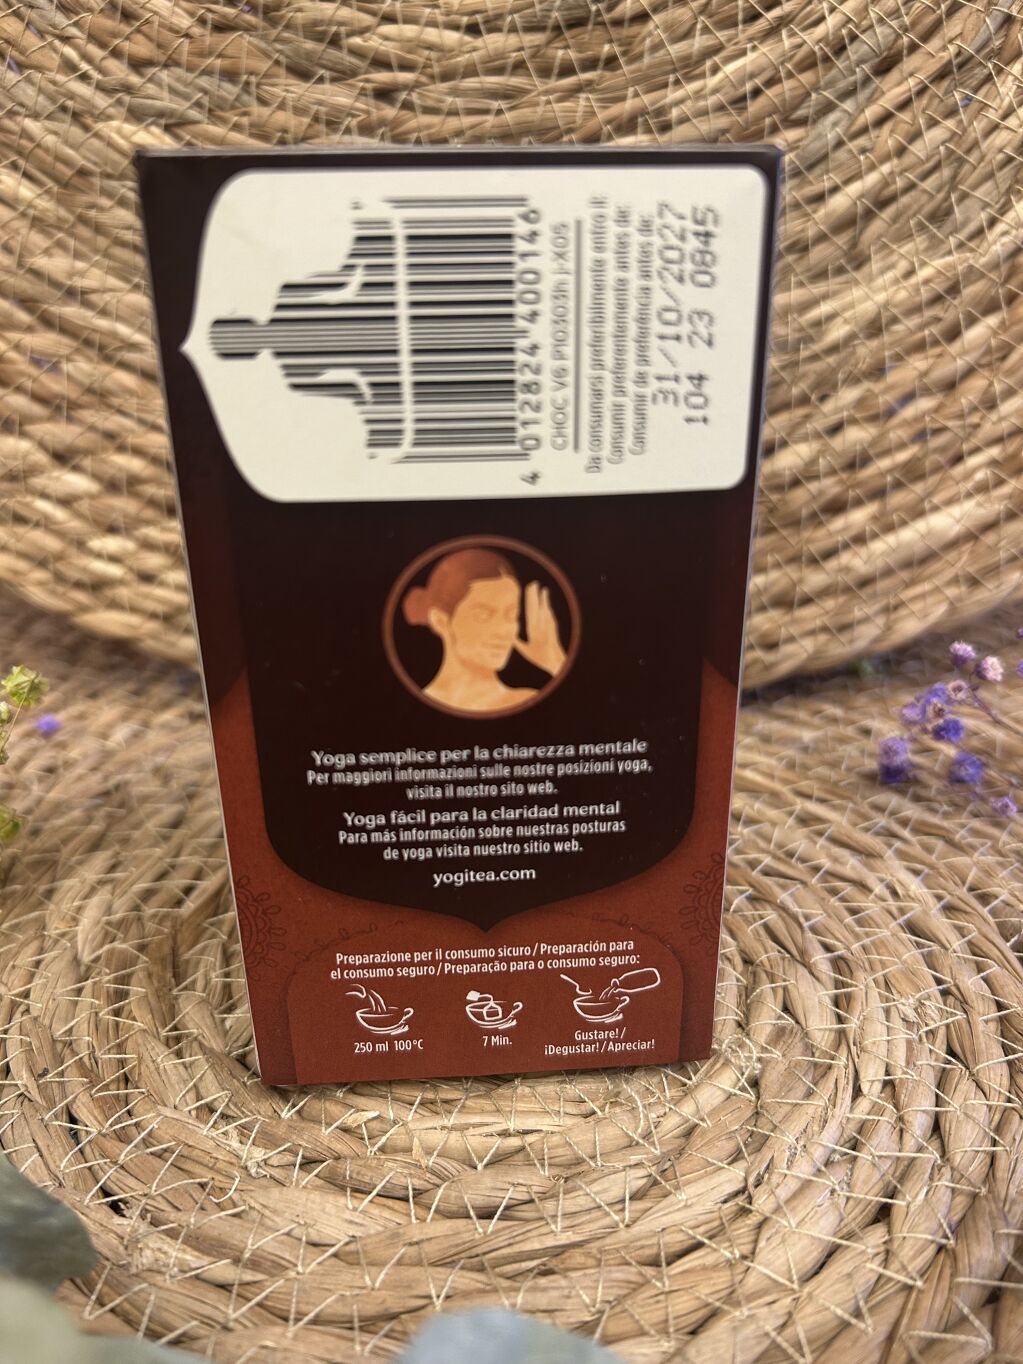 4 012824 400146
CHOC V6 P10303h J-X05
Da consumarsi preferibilmente entro il:
Consumir preferentemente antes de:
Consumir de preferência antes de:
31/10/2027
104 23 0845
Yoga semplice per la chiarezza mentale
Per maggiori informazioni sulle nostre posizioni yoga,
visita il nostro sito web.
Yoga fácil para la claridad mental
Para más información sobre nuestras posturas
de yoga visita nuestro sitio web.
yogitea.com
Preparazione per il consumo sicuro / Preparación para
el consumo seguro / Preparação para o consumo seguro:
250 ml 100°C
7 Min.
Gustare! /
¡Degustar! / Apreciar!